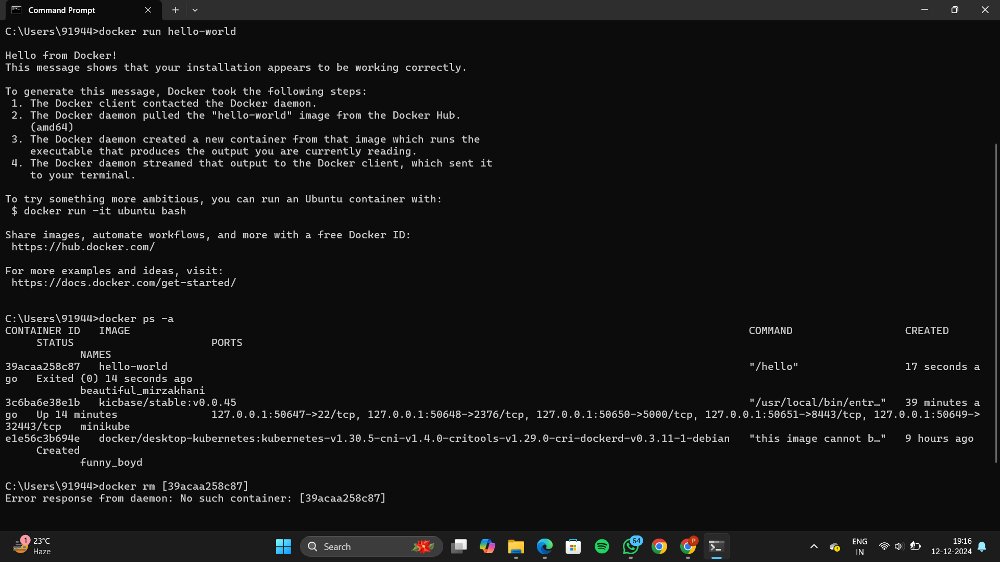 Command Prompt
C:\Users\91944>docker run hello-world
Hello from Docker!
This message shows that your installation appears to be working correctly.
To generate this message, Docker took the following steps:
1. The Docker client contacted the Docker daemon.
2. The Docker daemon pulled the "hello-world" image from the Docker Hub.
(amd64)
3. The Docker daemon created a new container from that image which runs the
executable that produces the output you are currently reading.
4. The Docker daemon streamed that output to the Docker client, which sent it
to your terminal.
To try something more ambitious, you can run an Ubuntu container with:
$ docker run -it ubuntu bash
Share images, automate workflows, and more with a free Docker ID:
https://hub.docker.com/
For more examples and ideas, visit:
https://docs.docker.com/get-started/
C:\Users\91944>docker ps -a
CONTAINER ID   IMAGE   COMMAND   CREATED
STATUS   PORTS
NAMES
39acaa258c87   hello-world   "/hello"   17 seconds a
go   Exited (0) 14 seconds ago
beautiful_mirzakhani
3c6ba6e38e1b   kicbase/stable:v0.0.45   "/usr/local/bin/entr…"   39 minutes a
go   Up 14 minutes   127.0.0.1:50647->22/tcp, 127.0.0.1:50648->2376/tcp, 127.0.0.1:50650->5000/tcp, 127.0.0.1:50651->8443/tcp, 127.0.0.1:50649->
32443/tcp   minikube
e1e56c3b694e   docker/desktop-kubernetes:kubernetes-v1.30.5-cni-v1.4.0-critools-v1.29.0-cri-dockerd-v0.3.11-1-debian   "this image cannot b…"   9 hours ago
Created
funny_boyd
C:\Users\91944>docker rm [39acaa258c87]
Error response from daemon: No such container: [39acaa258c87]
1
23°C
Haze
Search
64
P
ENG
IN
19:16
12-12-2024